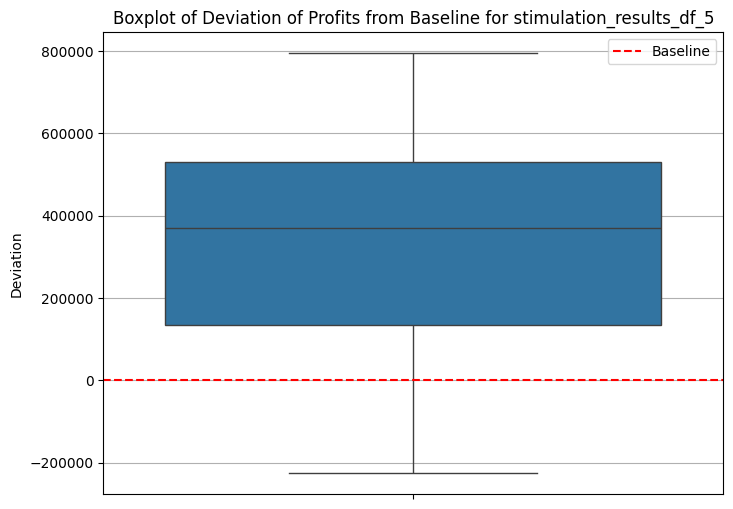 Boxplot of Deviation of Profits from Baseline for stimulation_results_df_5
800000
Baseline
600000
400000
Deviation
200000
0
−200000